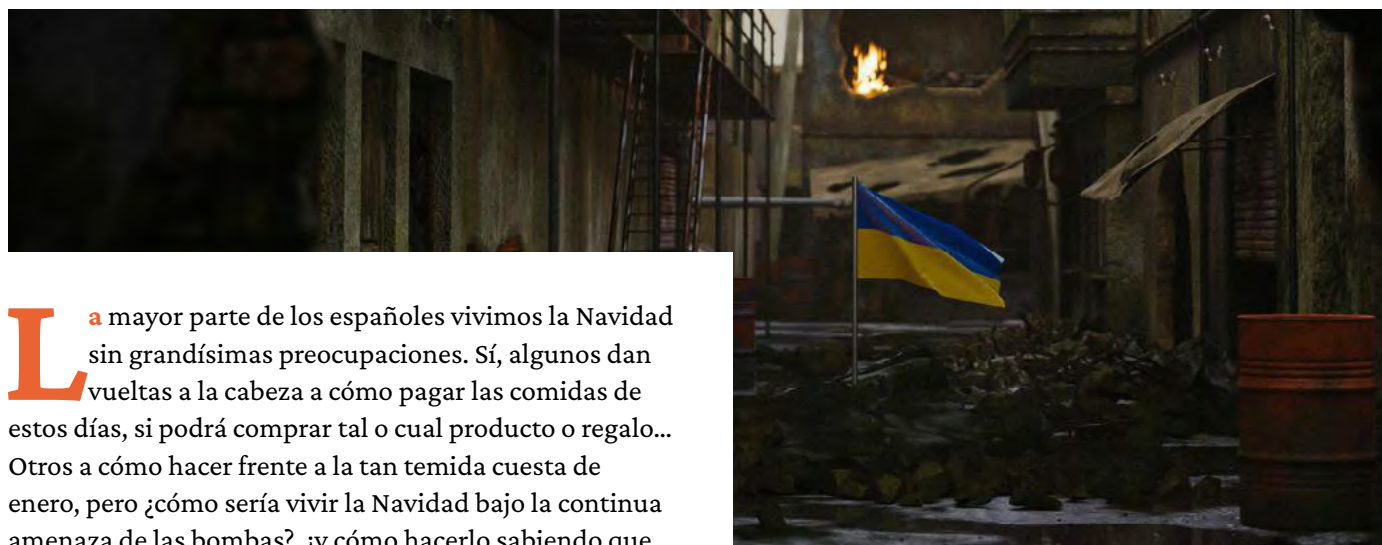 La mayor parte de los españoles vivimos la Navidad
sin grandísimas preocupaciones. Sí, algunos dan
vueltas a la cabeza a cómo pagar las comidas de
estos días, si podrá comprar tal o cual producto o regalo...
Otros a cómo hacer frente a la tan temida cuesta de
enero, pero ¿cómo sería vivir la Navidad bajo la continua
amenaza de las bombas? ¿y cómo hacerlo sabiendo que